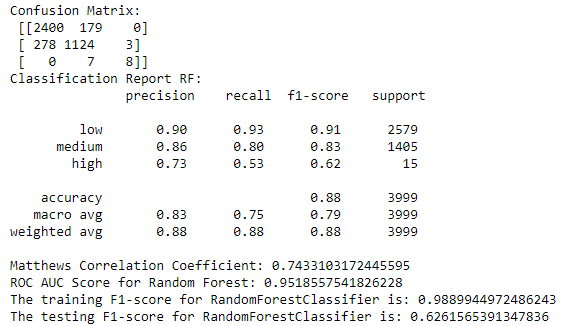 Confusion Matrix:
[[2400 179 0]
[ 278 1124 3]
[ 0 7 8]]
Classification Report RF:
precision recall f1-score support
low 0.90 0.93 0.91 2579
medium 0.86 0.80 0.83 1405
high 0.73 0.53 0.62 15
accuracy 0.88 3999
macro avg 0.83 0.75 0.79 3999
weighted avg 0.88 0.88 0.88 3999
Matthews Correlation Coefficient: 0.7433103172445595
ROC AUC Score for Random Forest: 0.9518557541826228
The training F1-score for RandomForestClassifier is: 0.9889944972486243
The testing F1-score for RandomForestClassifier is: 0.6261565391347836